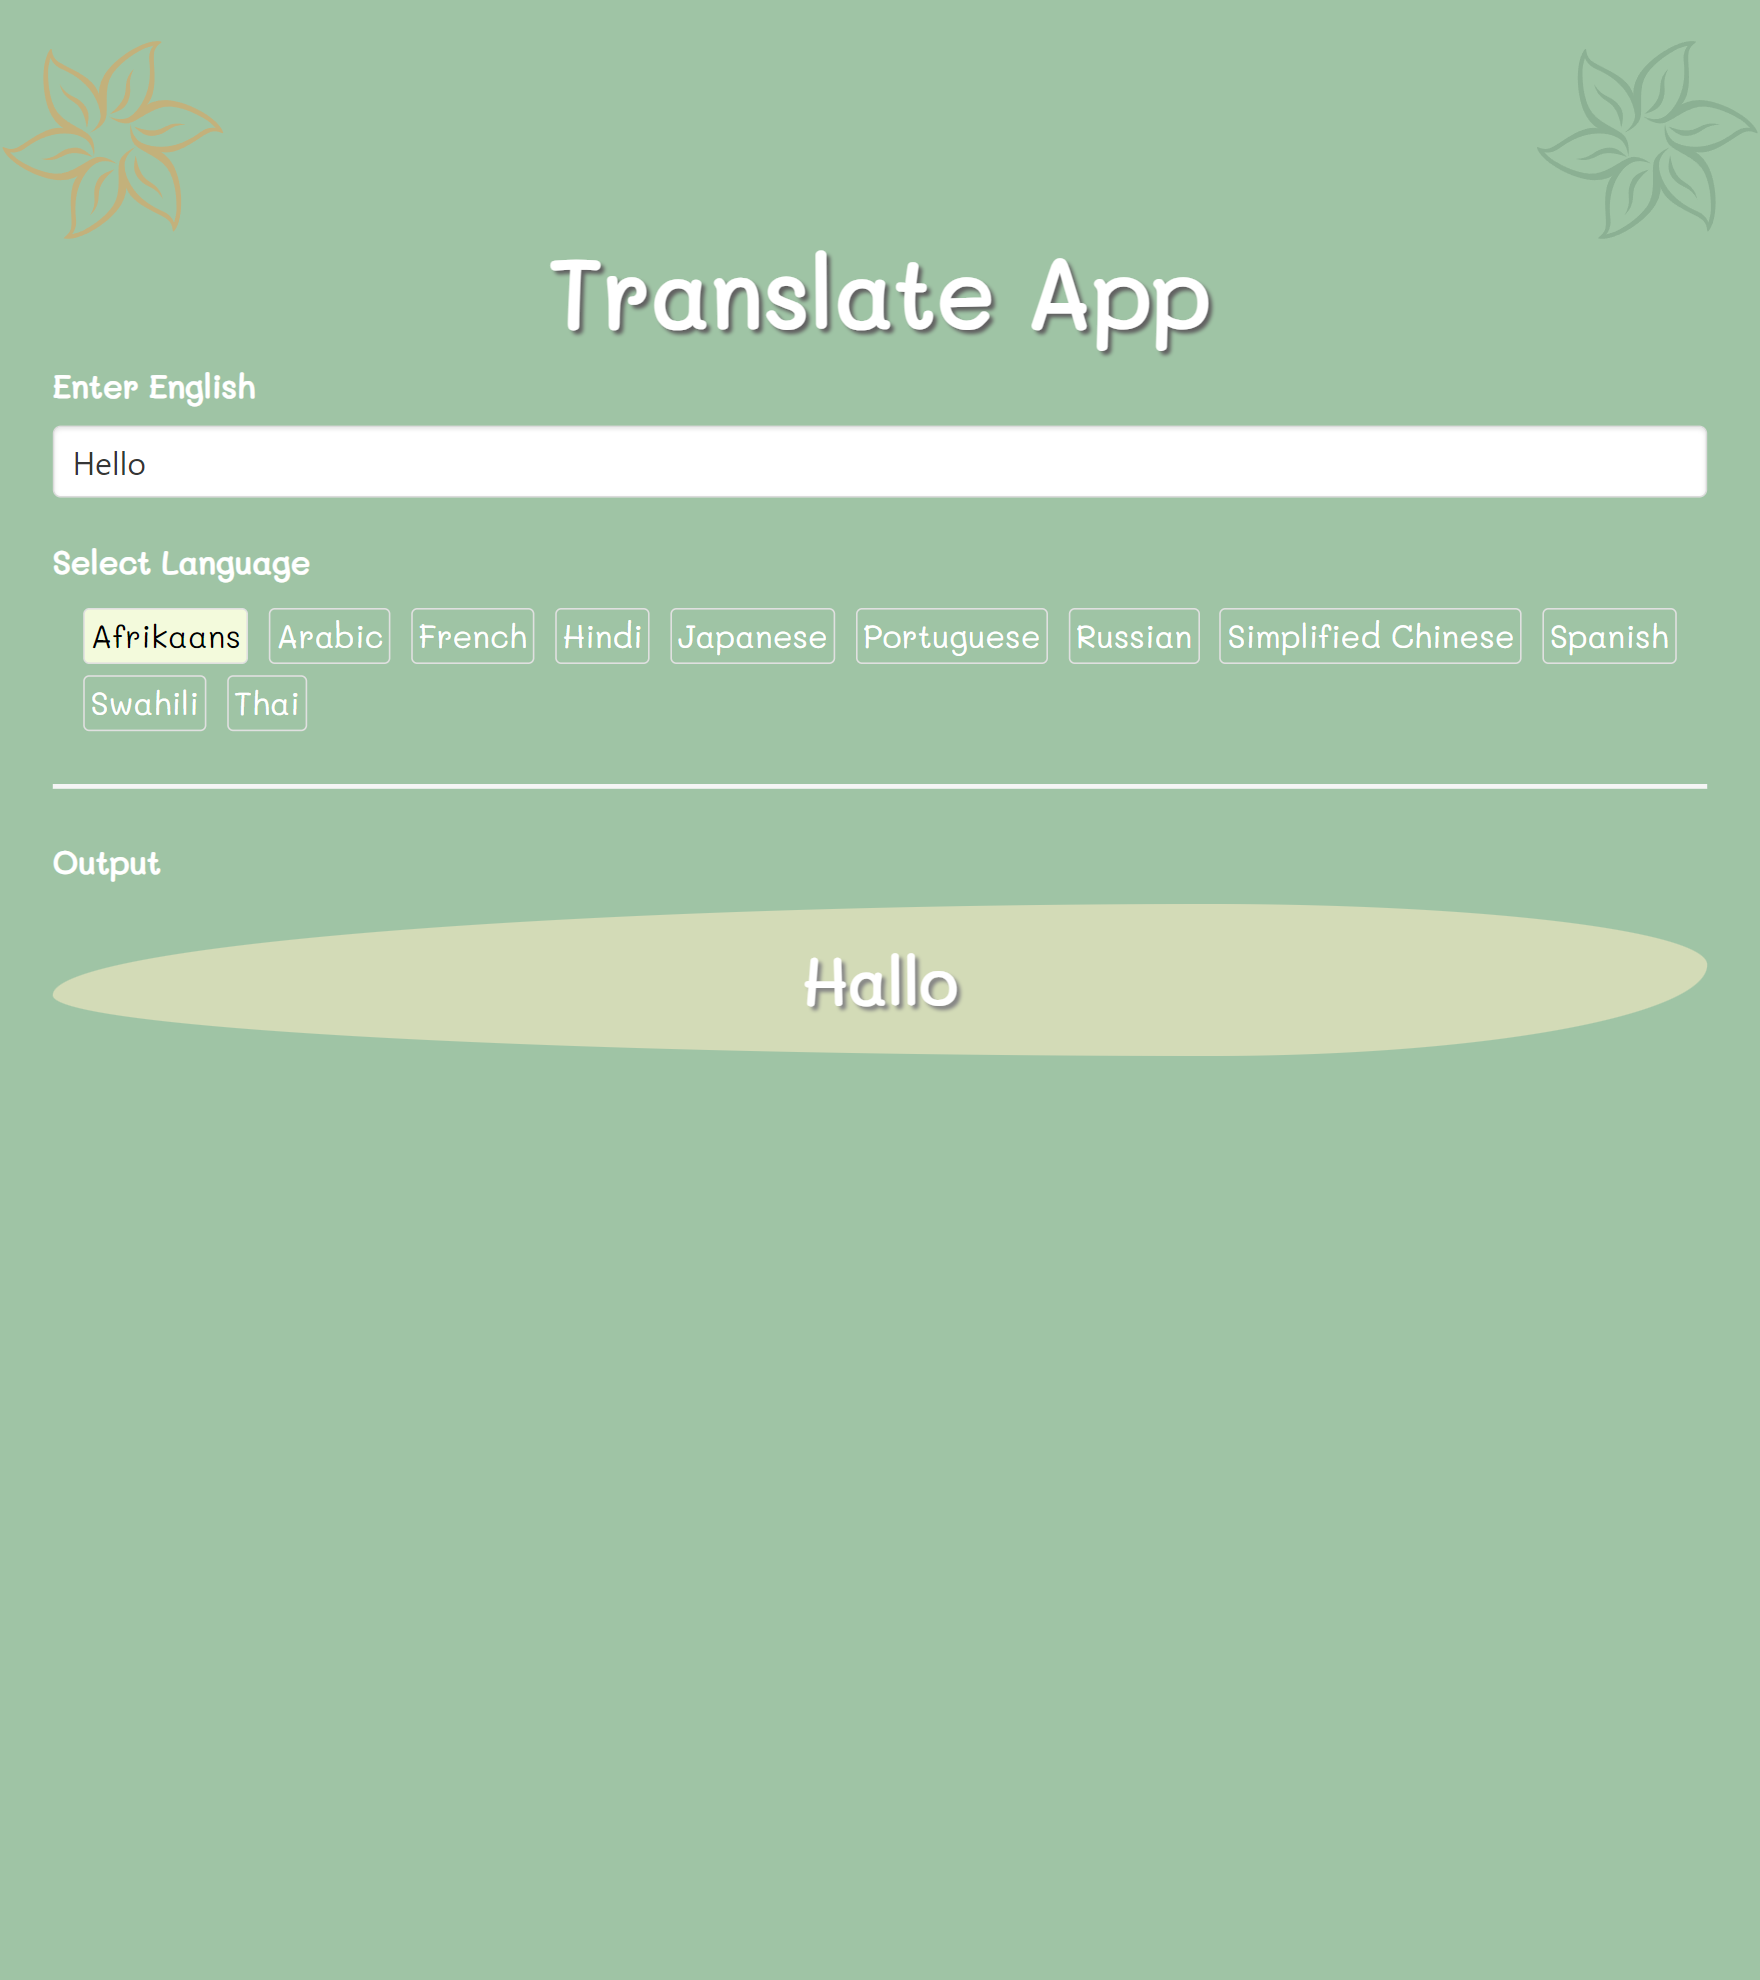 Translate App
Enter English
Hello
Select Language
Afrikaans Arabic French Hindi Japanese Portuguese Russian Simplified Chinese Spanish
Swahili Thai
Output
Hallo